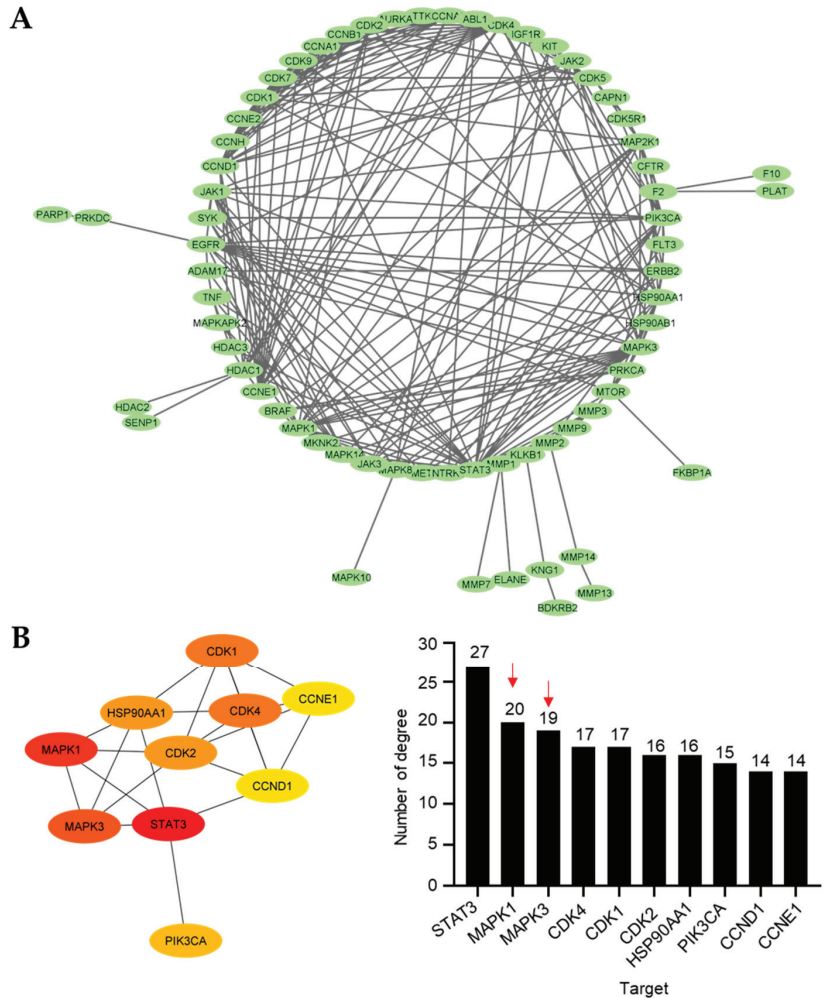 A
AURKA
TTK
CCNA
ABL1
CDK4
IGF1R
KIT
JAK2
CDK5
CAPN1
CDK5R1
MAP2K1
CFTR
F2
F10
PLAT
PIK3CA
FLT3
ERBB2
HSP90AA1
HSP90AB1
MAPK3
PRKCA
MTOR
FKBP1A
MMP3
MMP9
MMP2
KLKB1
MMP1
STAT3
NTRK
MET
MAPK8
JAK3
MAPK14
MKNK2
MAPK1
BRAF
CCNE1
HDAC1
HDAC3
MAPKAPK2
TNF
ADAM17
EGFR
SYK
JAK1
CCND1
CCNH
CCNE2
CDK1
CDK7
CDK9
CCNA1
CCNB1
CDK2
PARP1
PRKDC
HDAC2
SENP1
MAPK10
MMP7
ELANE
KNG1
BDKRB2
MMP14
MMP13
B
CDK1
CCNE1
HSP90AA1
CDK4
MAPK1
CDK2
CCND1
MAPK3
STAT3
PIK3CA
Number of degree
30
25
20
15
10
5
0
27
20
19
17
17
16
16
15
14
14
STAT3
MAPK1
MAPK3
CDK4
CDK1
CDK2
HSP90AA1
PIK3CA
CCND1
CCNE1
Target